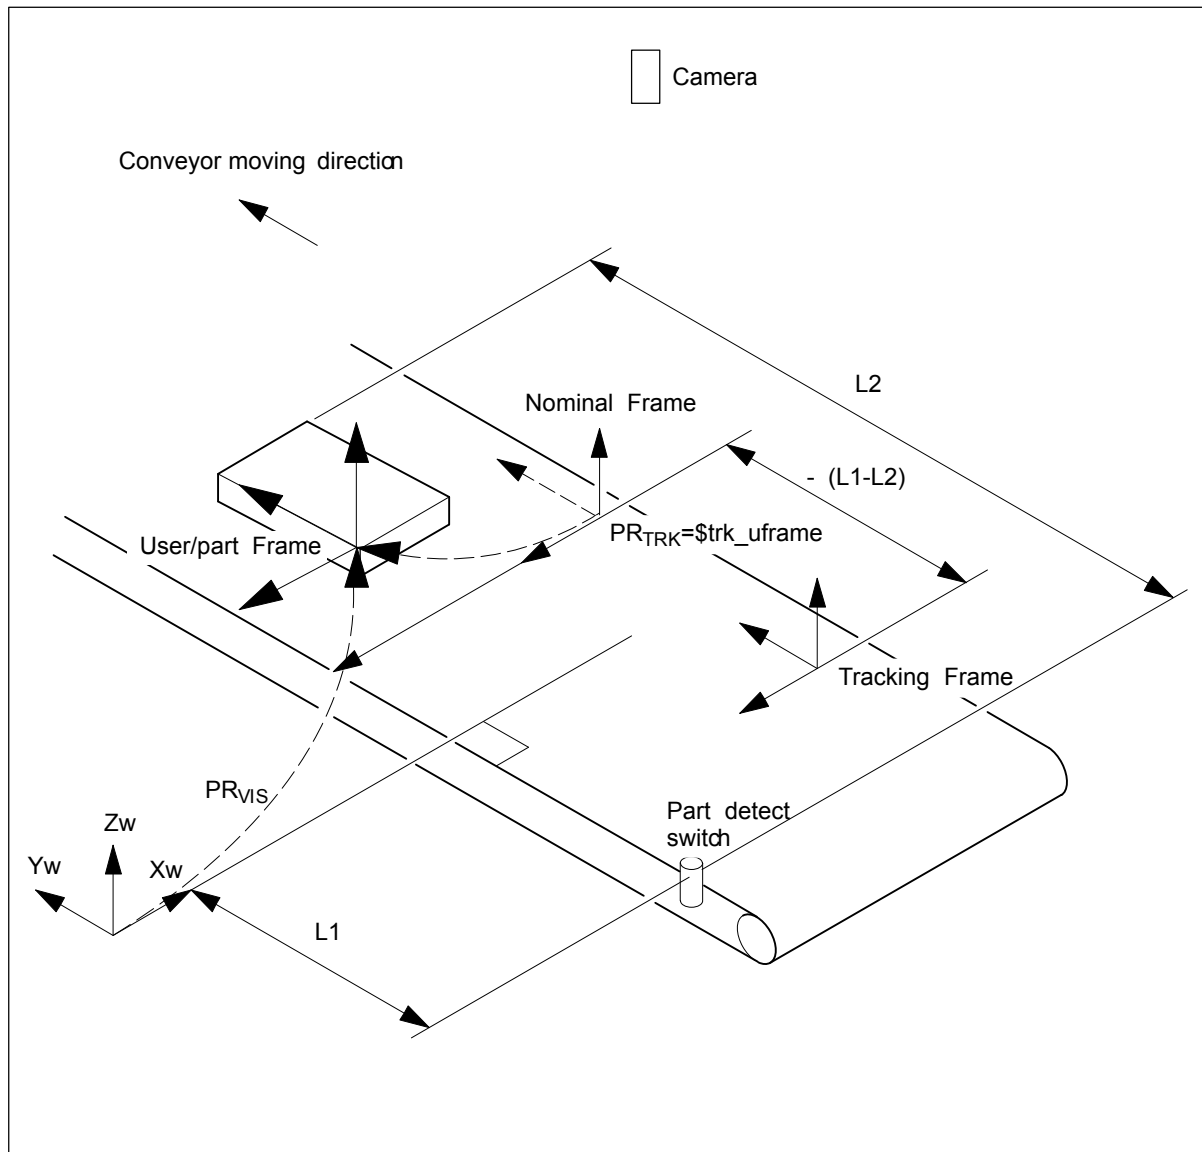 Camera
Conveyor moving direction
L2
Nominal Frame
- (L1-L2)
PRTRK=$trk_uframe
User/part Frame
Tracking Frame
PRVIS
Part detect
switch
Zw
Yw
Xw
L1